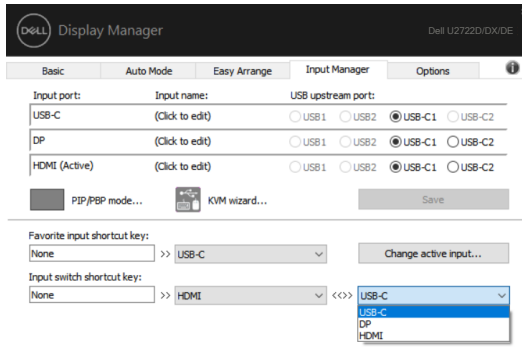 DELL Display Manager Dell U2722D/DX/DE
Basic Auto Mode Easy Arrange Input Manager Options
Input port: Input name: USB upstream port:
USB-C (Click to edit) USB1 USB2 USB-C1 USB-C2
DP (Click to edit) USB1 USB2 USB-C1 USB-C2
HDMI (Active) (Click to edit) USB1 USB2 USB-C1 USB-C2
PIP/PBP mode... KVM wizard... Save
Favorite input shortcut key:
None >> USB-C Change active input...
Input switch shortcut key:
None >> HDMI <<>> USB-C
USB-C
DP
HDMI